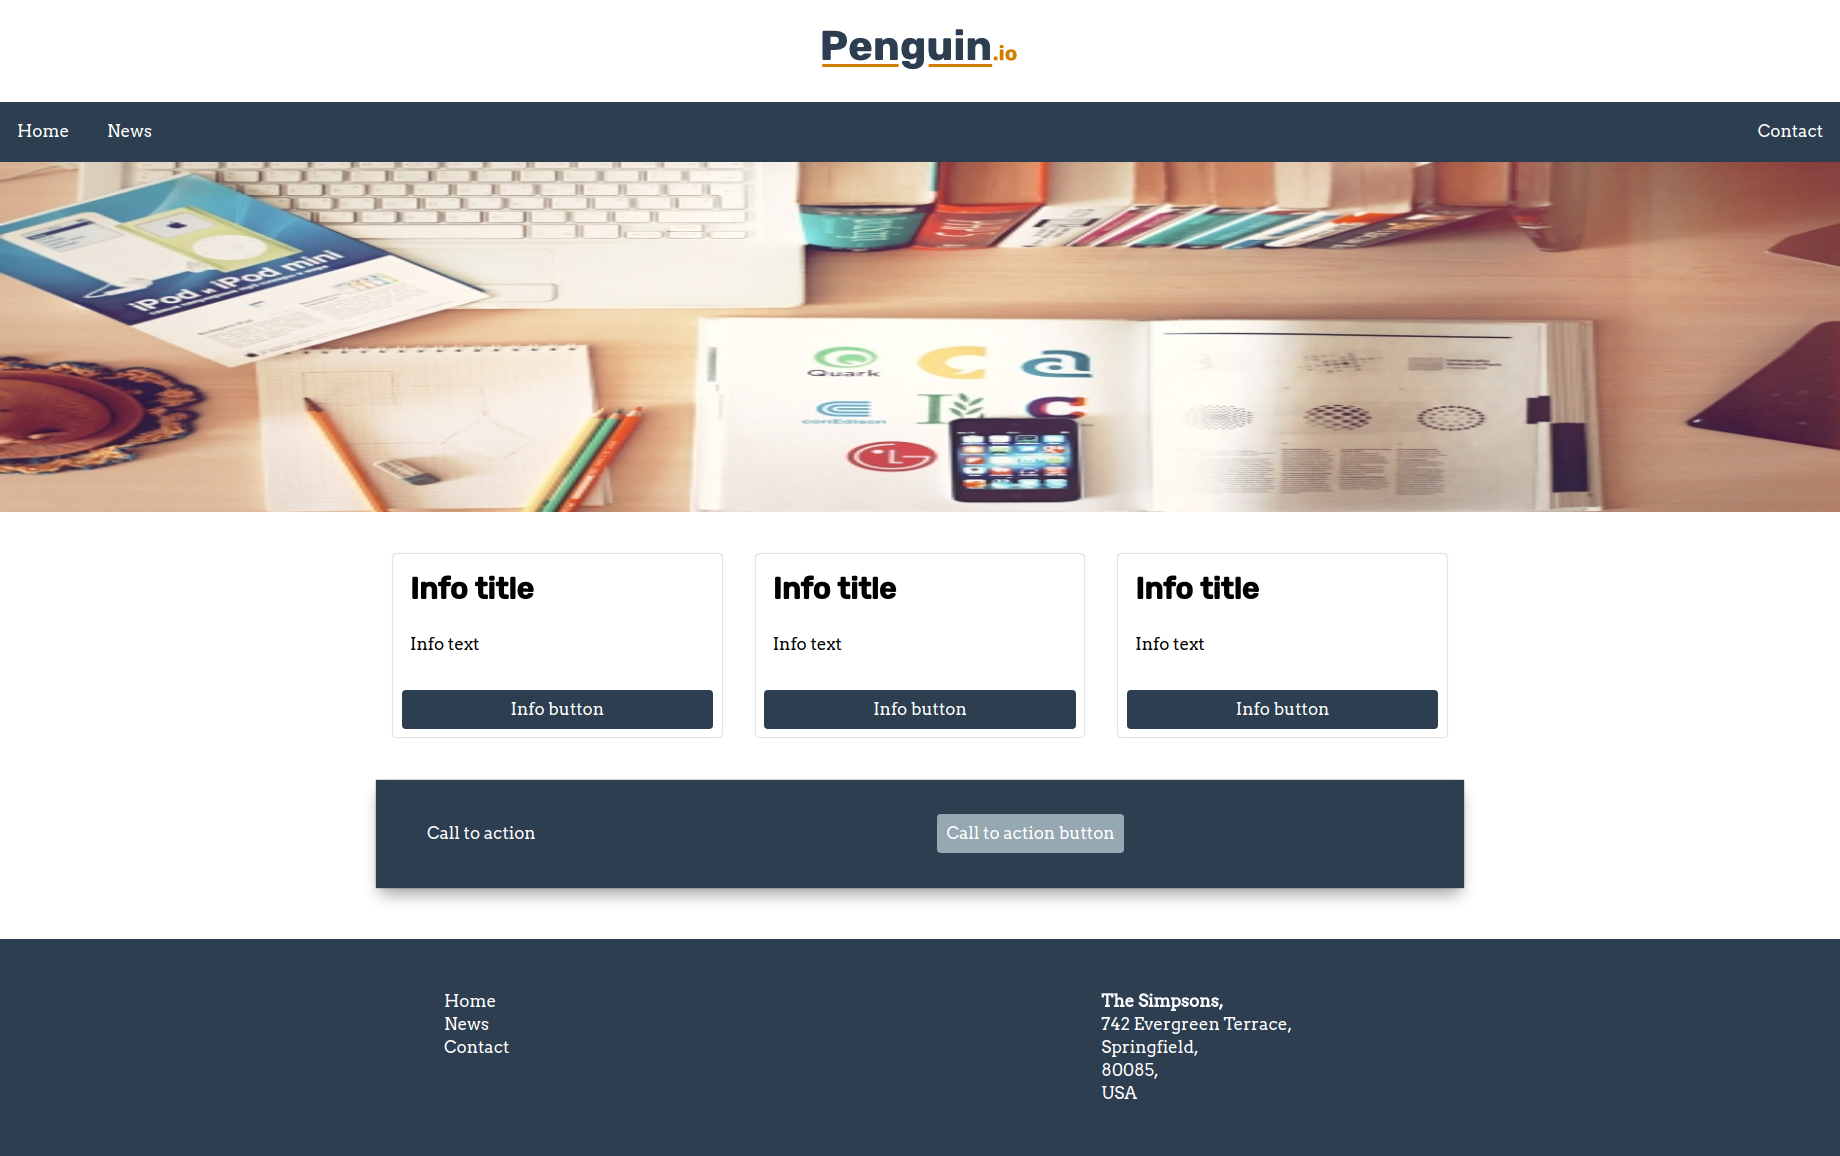 Penguin.io
Home News Contact
iPod и iPod mini
Quark
conEdison
LG
Info title Info title Info title
Info text Info text Info text
Info button Info button Info button
Call to action Call to action button
Home
News
Contact
The Simpsons,
742 Evergreen Terrace,
Springfield,
80085,
USA